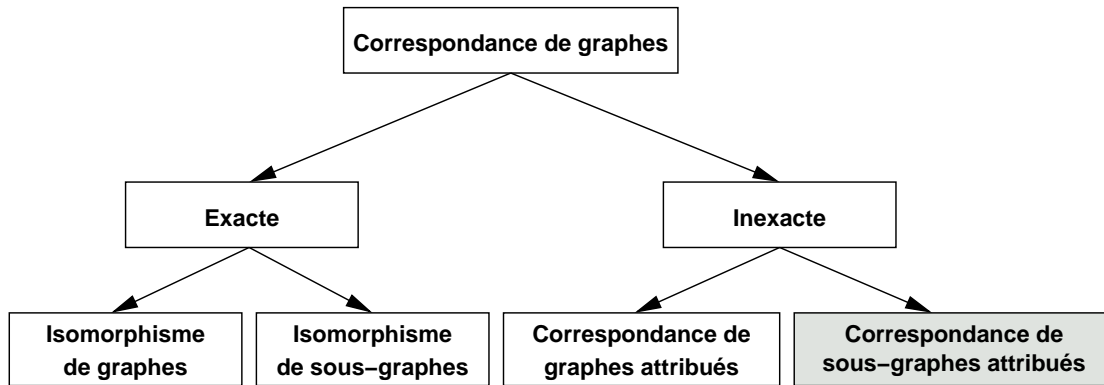 Correspondance de graphes
Exacte
Inexacte
Isomorphisme
de graphes
Isomorphisme
de sous−graphes
Correspondance de
graphes attribués
Correspondance de
sous−graphes attribués